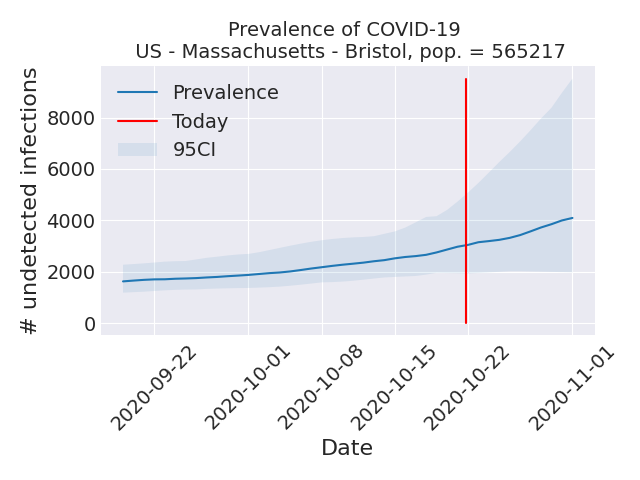 Prevalence of COVID-19
US - Massachusetts - Bristol, pop. = 565217
# undetected infections
8000
6000
4000
2000
0
Prevalence
Today
95CI
2020-09-22
2020-10-01
2020-10-08
2020-10-15
2020-10-22
2020-11-01
Date